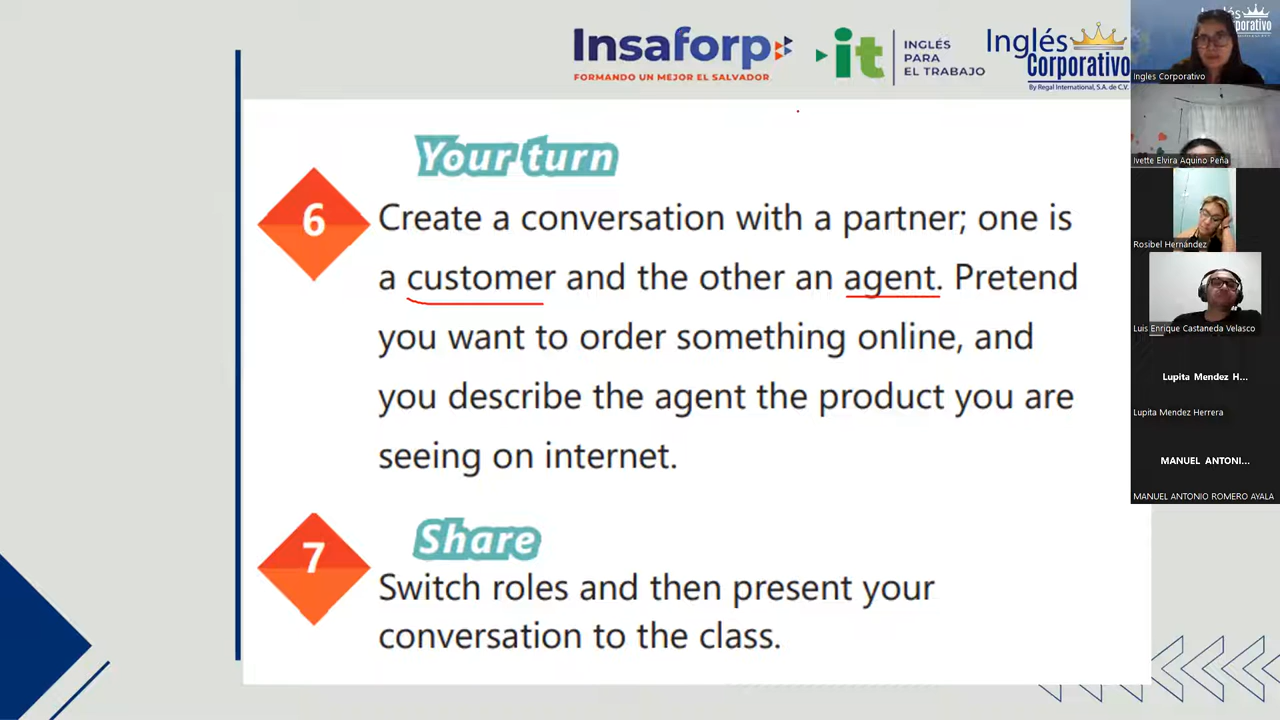 Insaforp
FORMANDO UN MEJOR EL SALVADOR
it
INGLÉS
PARA
EL TRABAJO
Inglés
Corporativo
By Regal International, S.A. de C.V.
Your turn
6
Create a conversation with a partner; one is
a customer and the other an agent. Pretend
you want to order something online, and
you describe the agent the product you are
seeing on internet.
7
Share
Switch roles and then present your
conversation to the class.
Ingles Corporativo
Ivette Elvira Aquino Peña
Rosibel Hernández
Luis Enrique Castaneda Velasco
Lupita Mendez H...
Lupita Mendez Herrera
MANUEL ANTONI...
MANUEL ANTONIO ROMERO AYALA